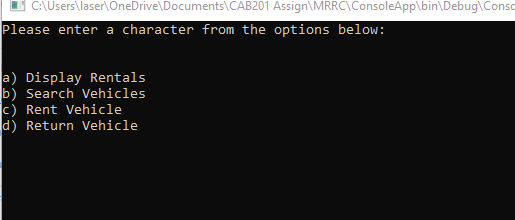 C:\Users\laser\OneDrive\Documents\CAB201 Assign\MRRC\ConsoleApp\bin\Debug\Conso
Please enter a character from the options below:
a) Display Rentals
b) Search Vehicles
c) Rent Vehicle
d) Return Vehicle